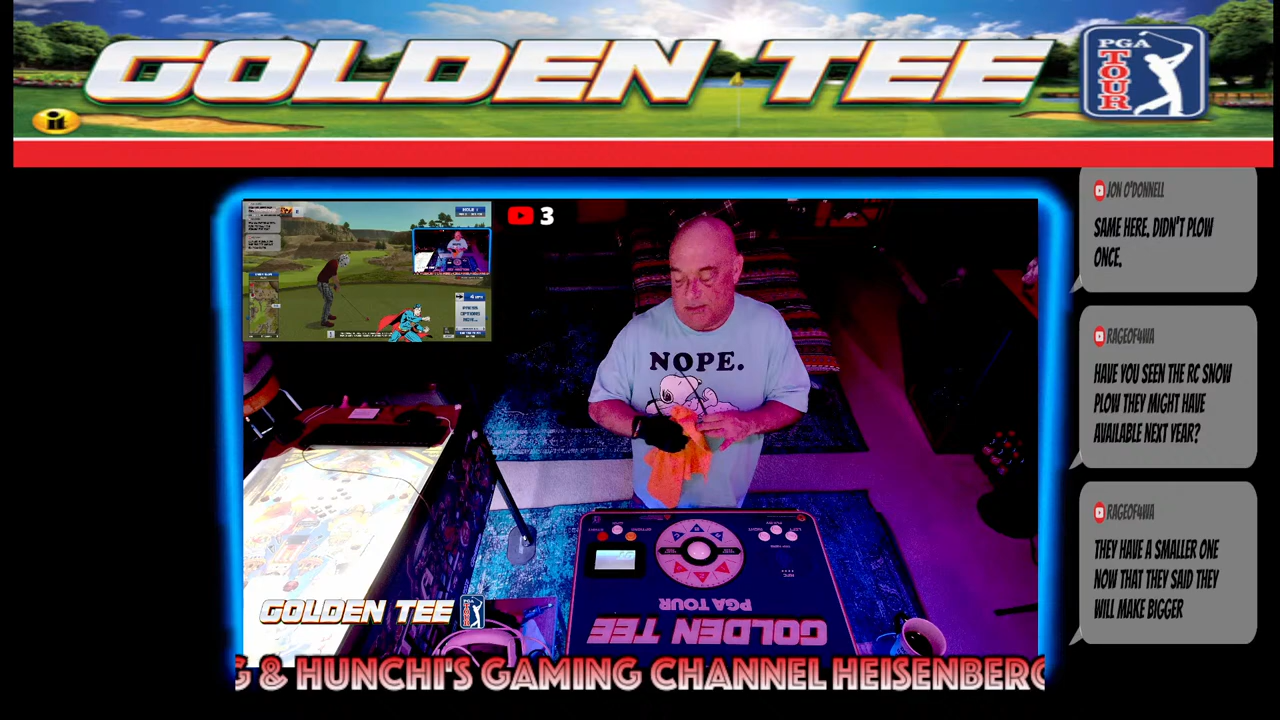 GOLDEN TEE
PGA
TOUR
it
3
JON O'DONNELL
SAME HERE, DIDN'T PLOW
ONCE.
RAGEOF4WA
HAVE YOU SEEN THE RC SNOW
PLOW THEY MIGHT HAVE
AVAILABLE NEXT YEAR?
RAGEOF4WA
THEY HAVE A SMALLER ONE
NOW THAT THEY SAID THEY
WILL MAKE BIGGER
NOPE.
PGA TOUR
GOLDEN TEE
GOLDEN TEE
G & HUNCHI'S GAMING CHANNEL HEISENBERG